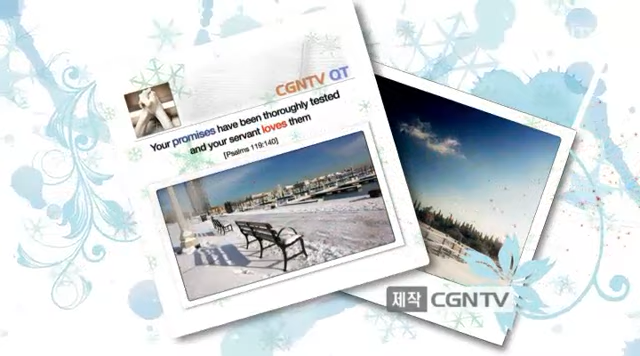 CGNTV QT
Your promises have been thoroughly tested
and your servant loves them
[Psalms 119:140]
제작 CGNTV